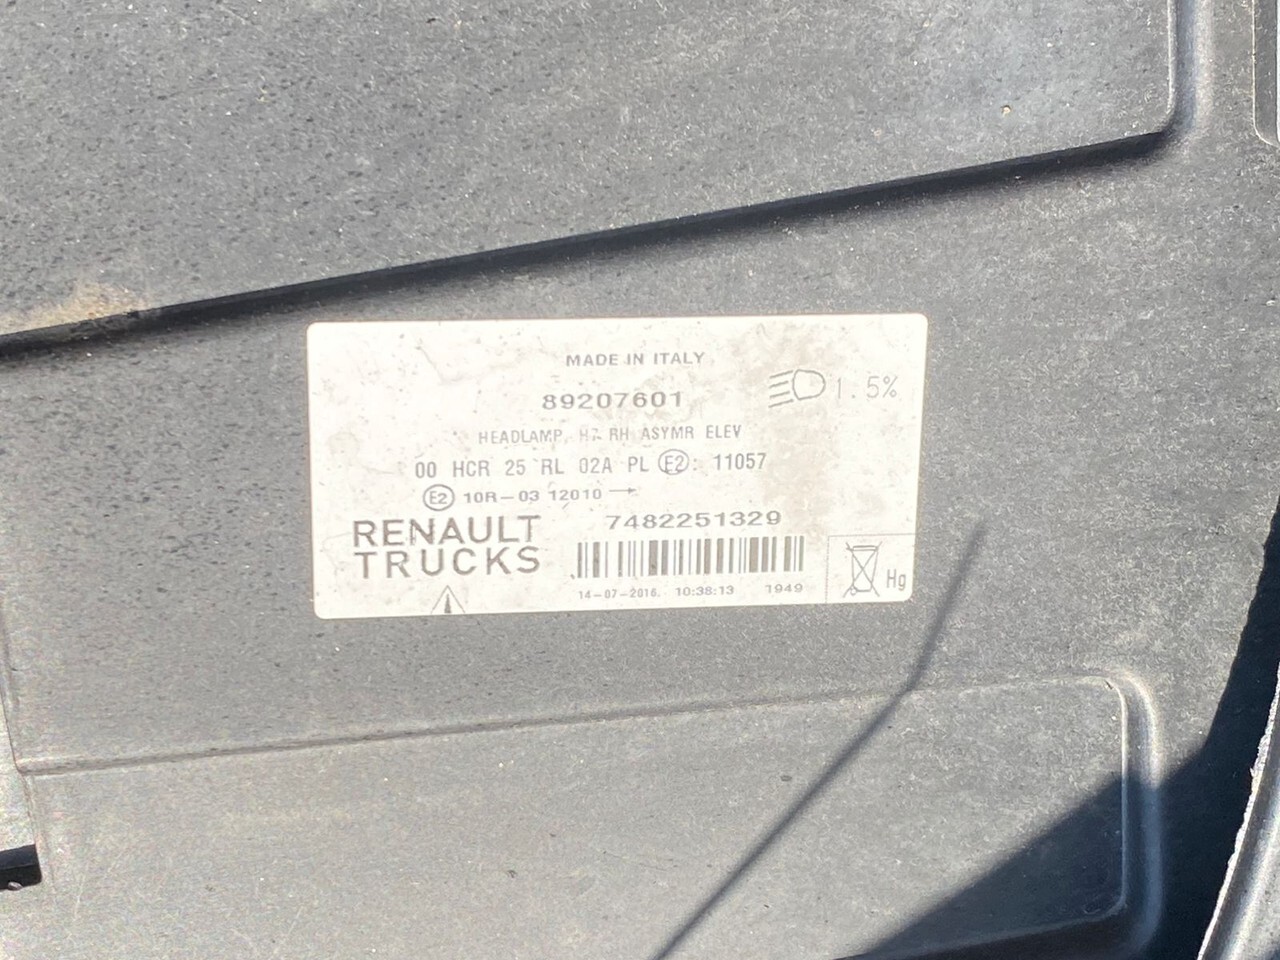 MADE IN ITALY
89207601
1.5%
HEADLAMP, RH ASYMR ELEV
00 HCR 25 RL 02A PL E2: 11057
E2 10R-03 12010 →
RENAULT
TRUCKS
7482251329
14-07-2016. 10:38:13 1949
Hg